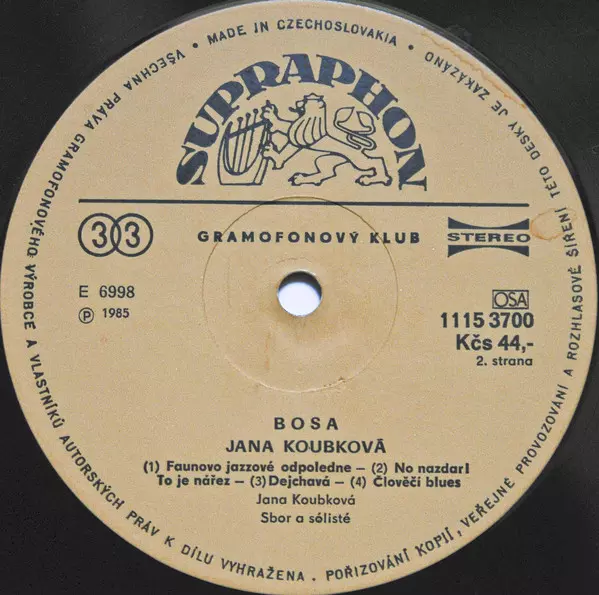 VŠECHNA PRÁVA GRAMOFONOVÉHO VÝROBCE A VLASTNÍKŮ AUTORSKÝCH PRÁV K DÍLU VYHRAŽENA • POŘIZOVÁNÍ KOPIÍ, VEŘEJNÉ PROVOZOVÁNÍ A ROZHLASOVÉ ŠÍŘENÍ TÉTO DESKY JE ZAKÁZÁNO
• MADE IN CZECHOSLOVAKIA •
SUPRAPHON
33
GRAMOFONOVÝ KLUB
STEREO
E 6998
℗ 1985
OSA
1115 3700
Kčs 44,-
2. strana
BOSA
JANA KOUBKOVÁ
(1) Faunovo jazzové odpoledne – (2) No nazdar!
To je nářez – (3) Dejchavá – (4) Člověčí blues
Jana Koubková
Sbor a sólisté